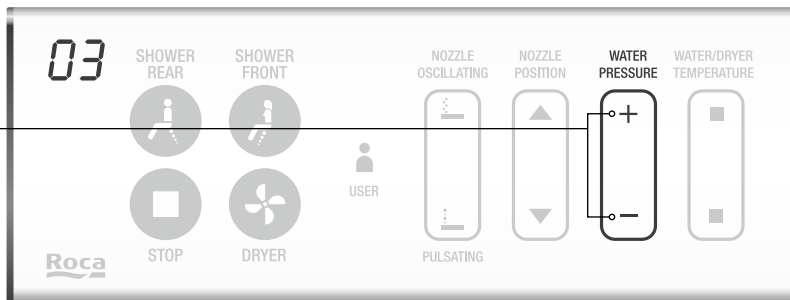 03
SHOWER
REAR
SHOWER
FRONT
NOZZLE
OSCILLATING
NOZZLE
POSITION
WATER
PRESSURE
WATER/DRYER
TEMPERATURE
+
−
USER
STOP
DRYER
PULSATING
Roca